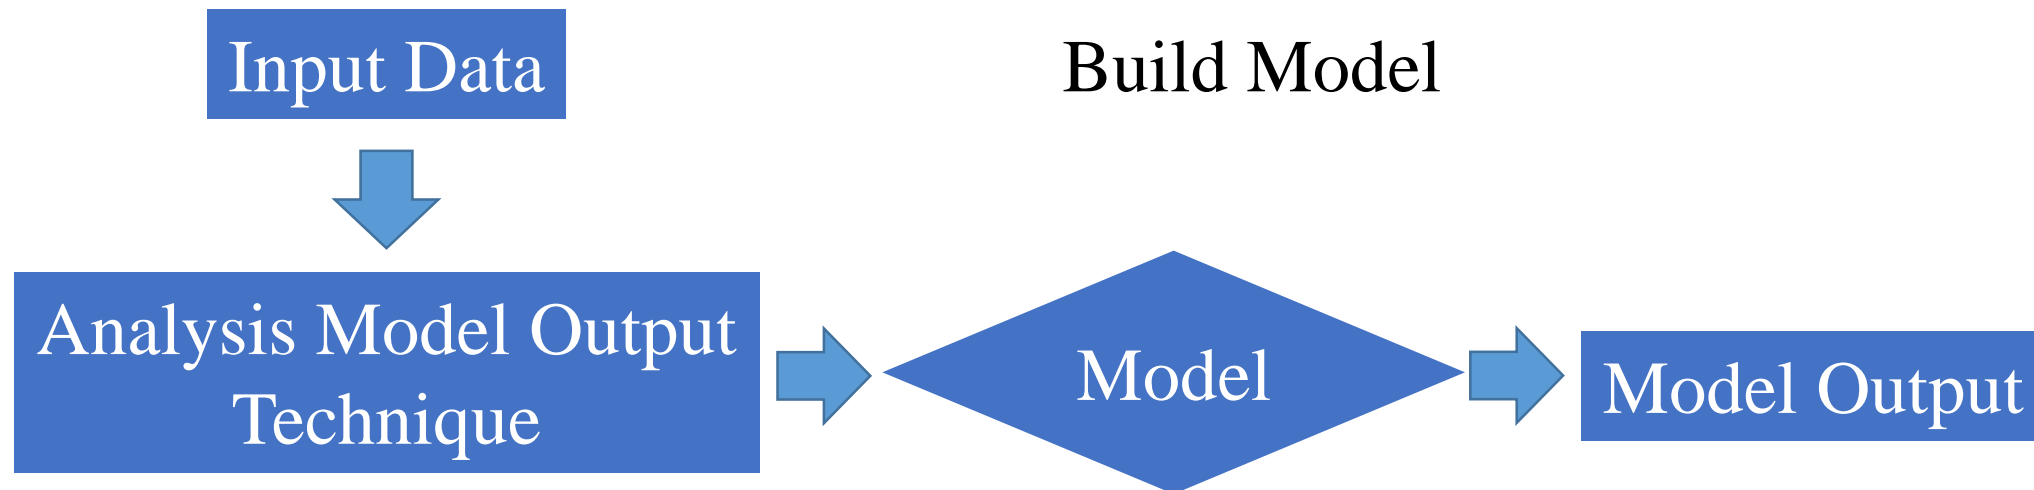 Input Data
Build Model
Analysis Model Output
Technique
Model
Model Output